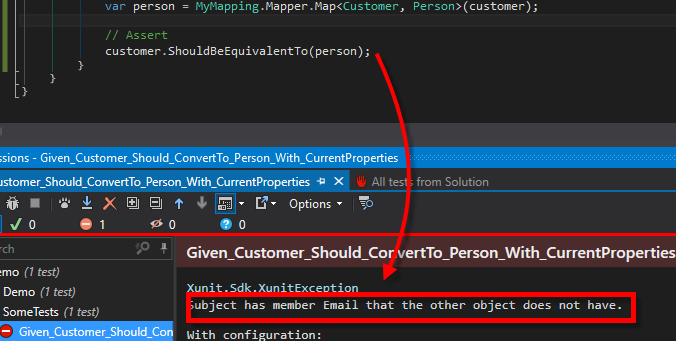 var person = MyMapping.Mapper.Map<Customer, Person>(customer);
// Assert
customer.ShouldBeEquivalentTo(person);
}
}
}
ssions - Given_Customer_Should_ConvertTo_Person_With_CurrentProperties
ustomer_Should_ConvertTo_Person_With_CurrentProperties
All tests from Solution
Options
0 1 0 0
rch
Given_Customer_Should_ConvertTo_Person_With_CurrentProperties
emo (1 test)
Demo (1 test)
SomeTests (1 test)
Given_Customer_Should_Con
Xunit.Sdk.XunitException
Subject has member Email that the other object does not have.
With configuration: